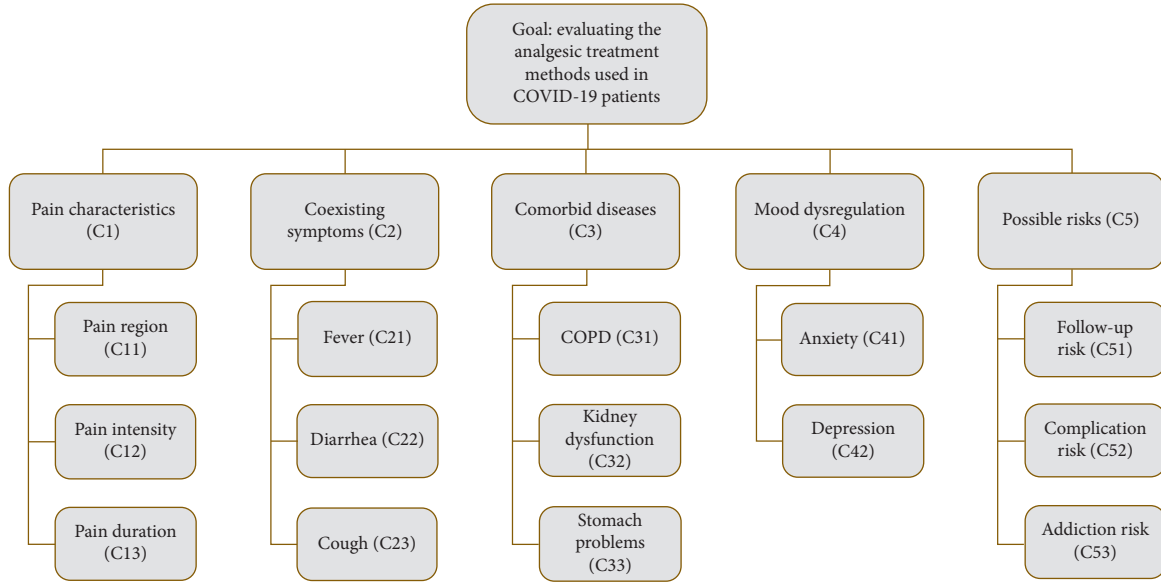 Goal: evaluating the
analgesic treatment
methods used in
COVID-19 patients
Pain characteristics
(C1)
Coexisting
symptoms (C2)
Comorbid diseases
(C3)
Mood dysregulation
(C4)
Possible risks (C5)
Pain region
(C11)
Pain intensity
(C12)
Pain duration
(C13)
Fever (C21)
Diarrhea (C22)
Cough (C23)
COPD (C31)
Kidney
dysfunction
(C32)
Stomach
problems
(C33)
Anxiety (C41)
Depression
(C42)
Follow-up
risk (C51)
Complication
risk (C52)
Addiction risk
(C53)